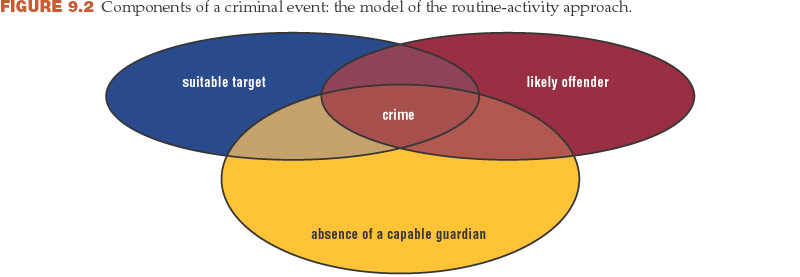 FIGURE 9.2 Components of a criminal event: the model of the routine-activity approach.
suitable target
likely offender
crime
absence of a capable guardian